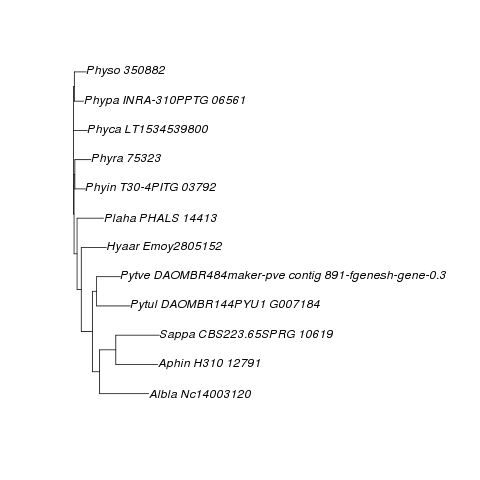 Physo 350882
Phypa INRA-310PPTG 06561
Phyca LT1534539800
Phyra 75323
Phyin T30-4PITG 03792
Plaha PHALS 14413
Hyaar Emoy2805152
Pytve DAOMBR484maker-pve contig 891-fgenesh-gene-0.3
Pytul DAOMBR144PYU1 G007184
Sappa CBS223.65SPRG 10619
Aphin H310 12791
Albla Nc14003120